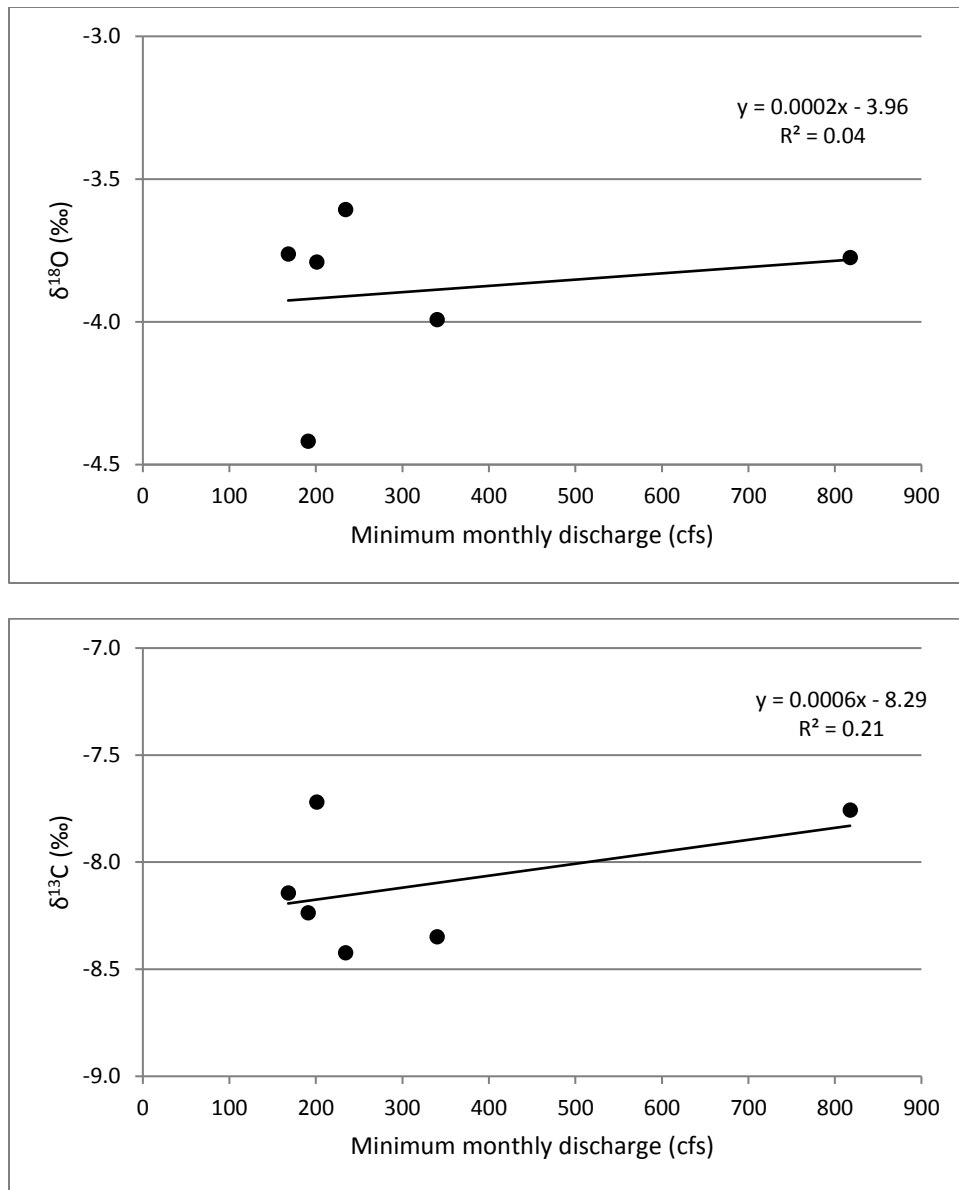 -3.0
y = 0.0002x - 3.96
R² = 0.04
-3.5
δ¹⁸O (‰)
-4.0
-4.5
0 100 200 300 400 500 600 700 800 900
Minimum monthly discharge (cfs)
-7.0
y = 0.0006x - 8.29
R² = 0.21
-7.5
δ¹³C (‰)
-8.0
-8.5
-9.0
0 100 200 300 400 500 600 700 800 900
Minimum monthly discharge (cfs)